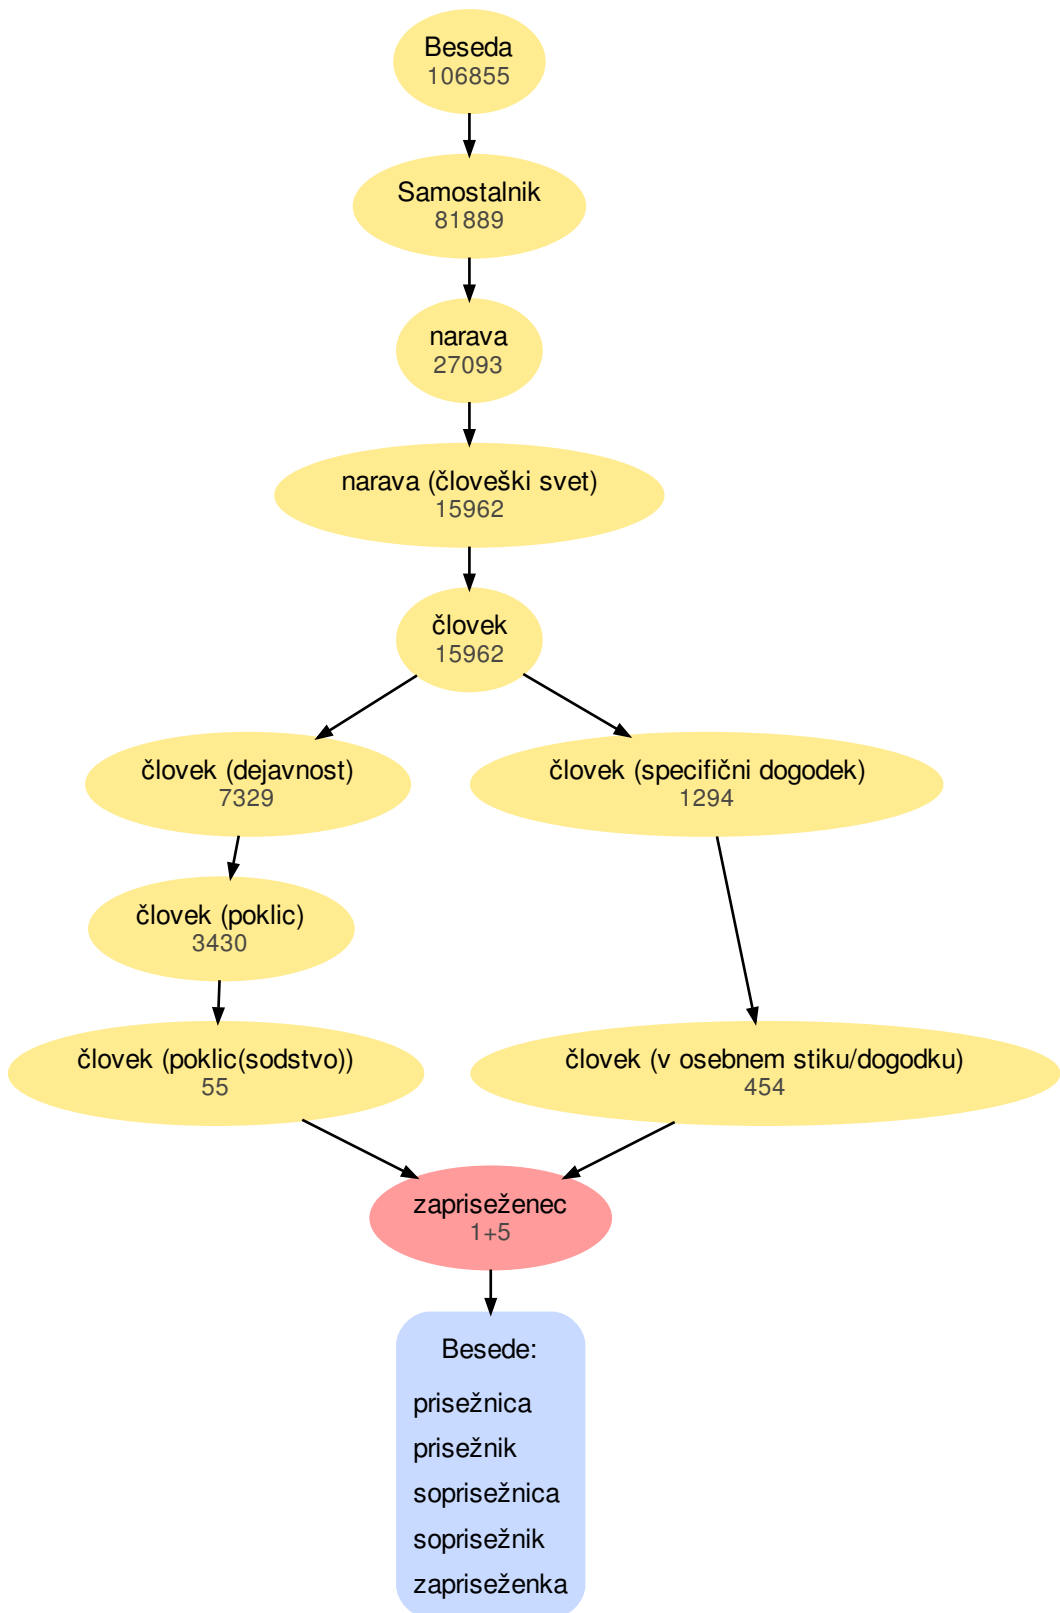 Beseda
106855
Samostalnik
81889
narava
27093
narava (človeški svet)
15962
človek
15962
človek (dejavnost)
7329
človek (specifični dogodek)
1294
človek (poklic)
3430
človek (poklic(sodstvo))
55
človek (v osebnem stiku/dogodku)
454
zapriseženec
1+5
Besede:
prisežnica
prisežnik
soprisežnica
soprisežnik
zapriseženka